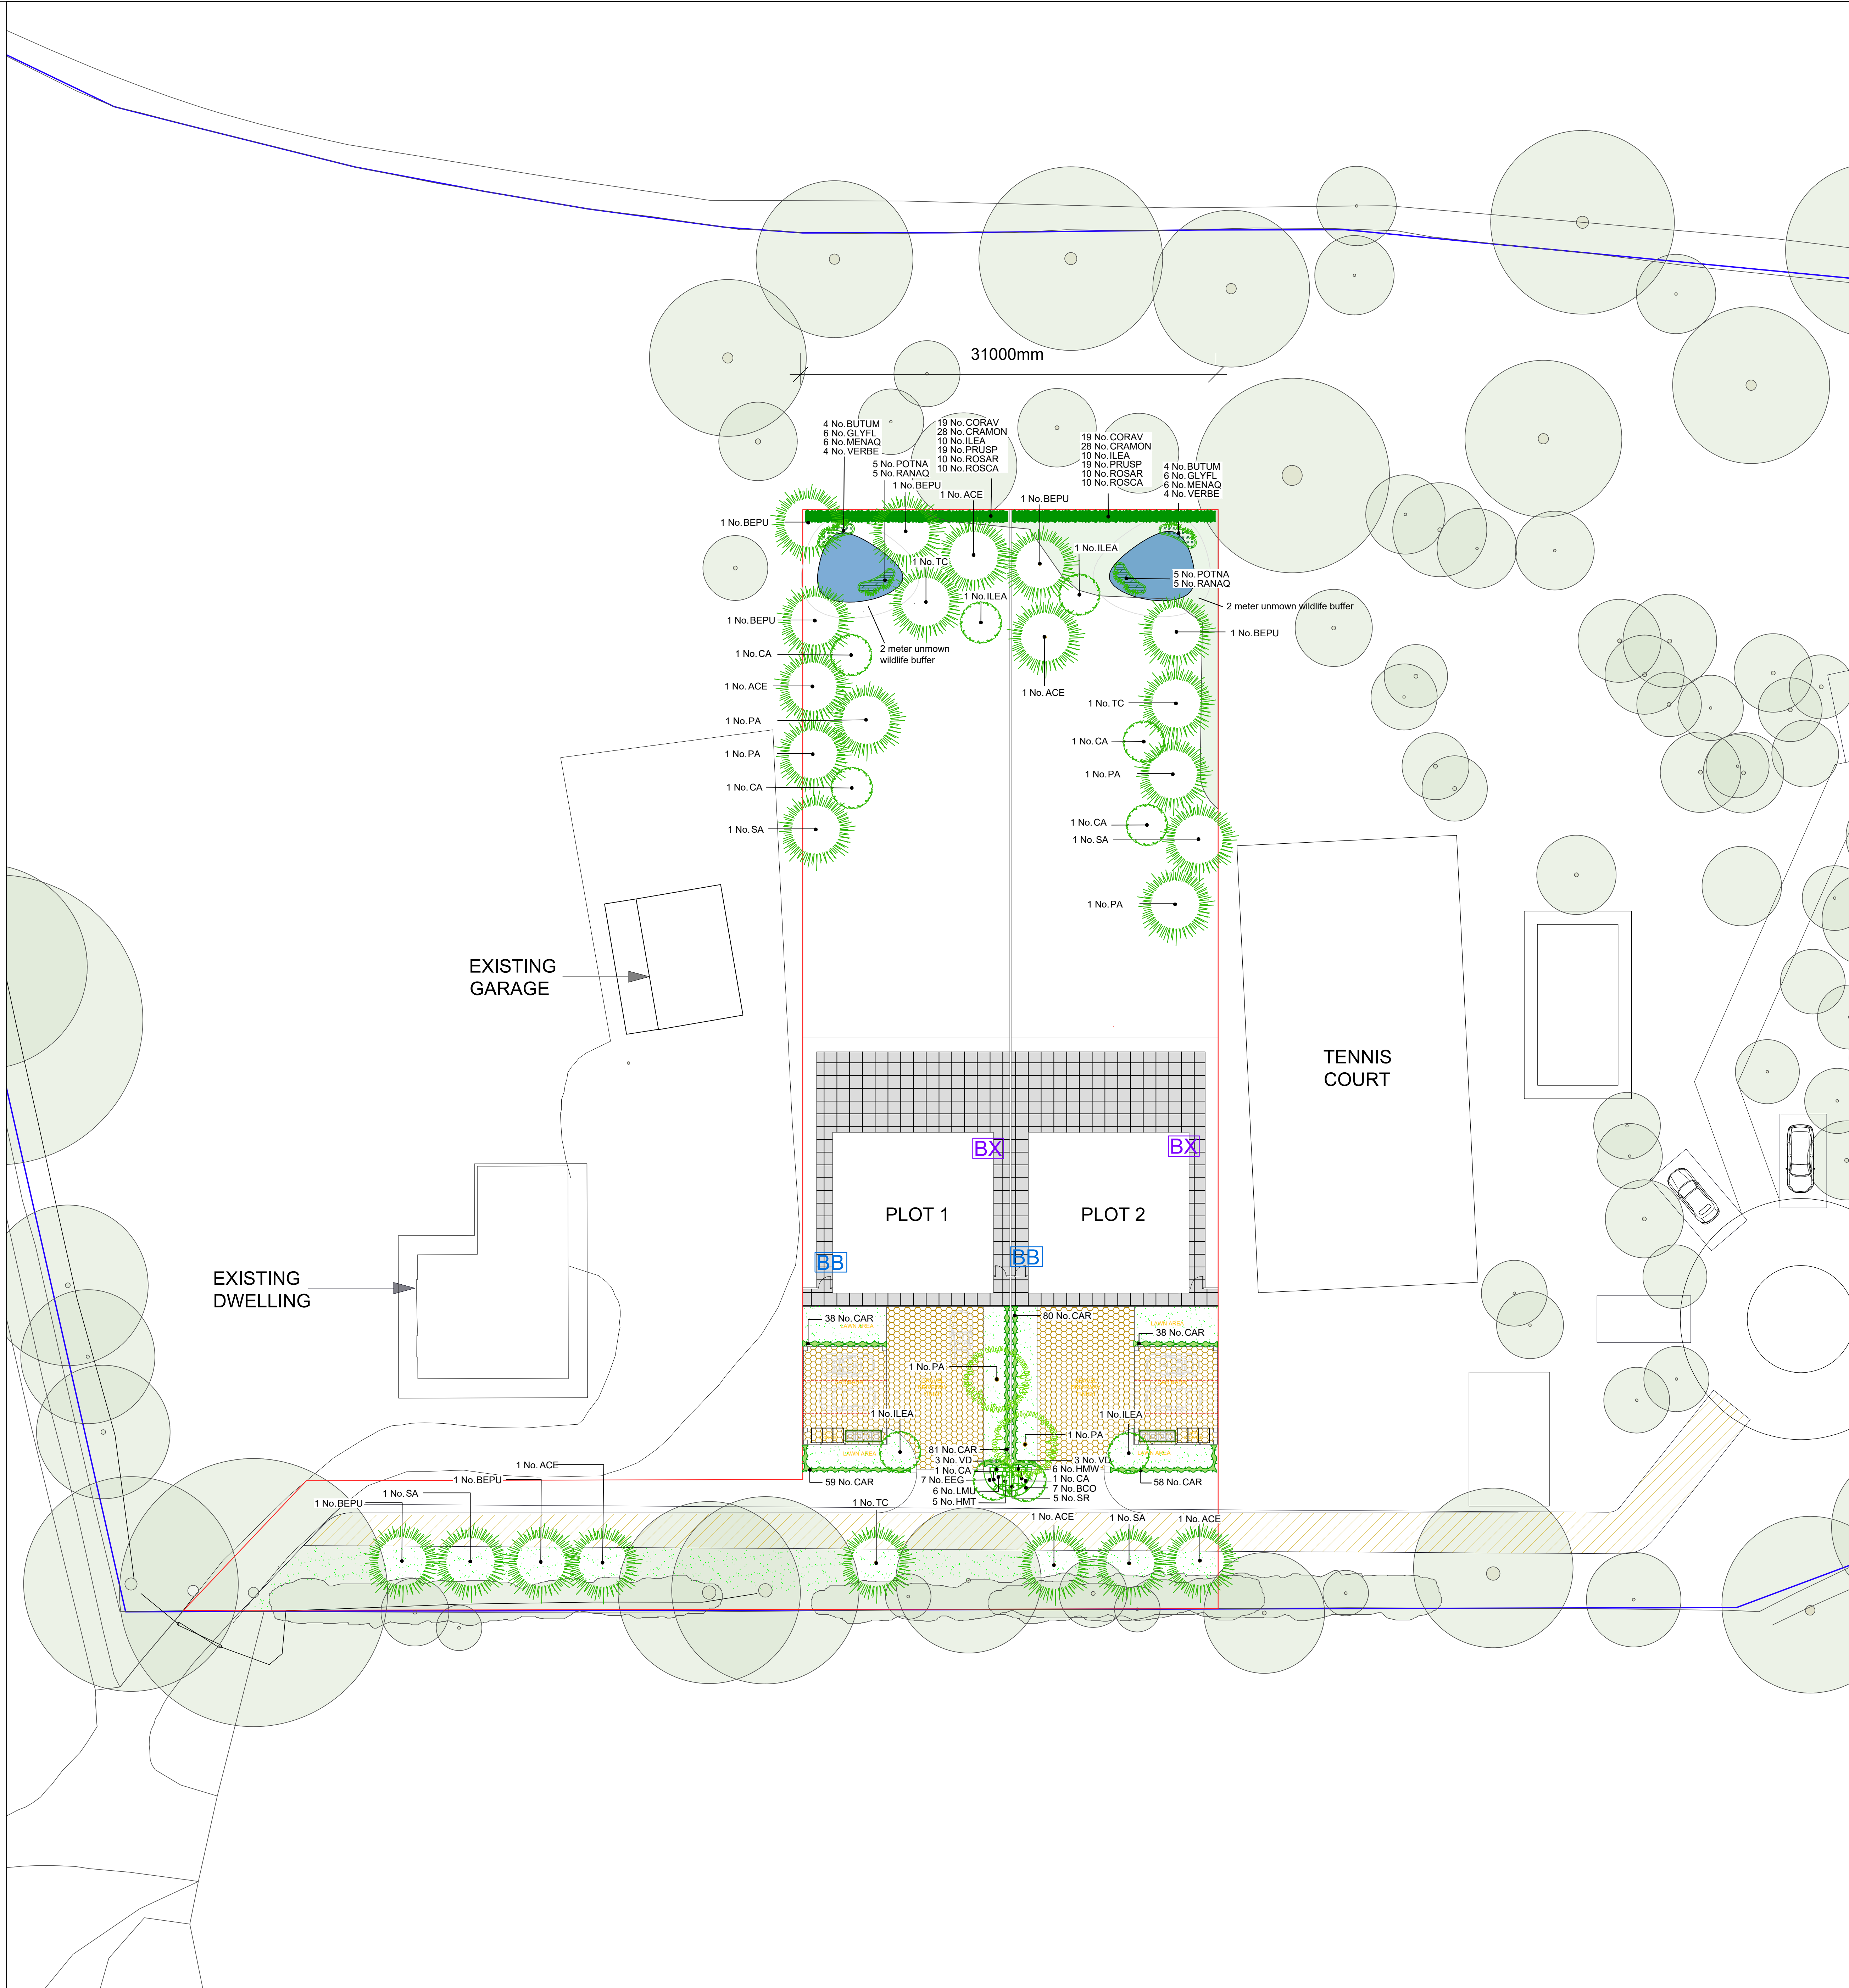 31000mm
4 No. BUTUM
6 No. GLYFL
6 No. MENAQ
4 No. VERBE
19 No. CORAV
28 No. CRAMON
10 No. ILEA
19 No. PRUSP
10 No. ROSAR
10 No. ROSCA
19 No. CORAV
28 No. CRAMON
10 No. ILEA
19 No. PRUSP
10 No. ROSAR
10 No. ROSCA
4 No. BUTUM
6 No. GLYFL
6 No. MENAQ
4 No. VERBE
5 No. POTNA
5 No. RANAQ
1 No. BEPU
1 No. ACE
1 No. BEPU
1 No. BEPU
1 No. ILEA
1 No. TC
5 No. POTNA
5 No. RANAQ
1 No. ILEA
2 meter unmown wildlife buffer
1 No. BEPU
1 No. BEPU
2 meter unmown
wildlife buffer
1 No. CA
1 No. ACE
1 No. ACE
1 No. TC
1 No. PA
1 No. CA
1 No. PA
1 No. PA
1 No. CA
1 No. CA
1 No. SA
1 No. SA
1 No. PA
EXISTING
GARAGE
TENNIS
COURT
BX
BX
PLOT 1
PLOT 2
BB
BB
EXISTING
DWELLING
38 No. CAR
80 No. CAR
LAWN AREA
LAWN AREA
38 No. CAR
1 No. PA
1 No. ILEA
1 No. ILEA
1 No. PA
81 No. CAR
LAWN AREA
LAWN AREA
3 No. VD
3 No. VD
1 No. CA
6 No. HMW
7 No. EEG
1 No. CA
6 No. LMU
7 No. BCO
5 No. HMT
5 No. SR
59 No. CAR
58 No. CAR
1 No. ACE
1 No. BEPU
1 No. SA
1 No. BEPU
1 No. TC
1 No. ACE
1 No. SA
1 No. ACE